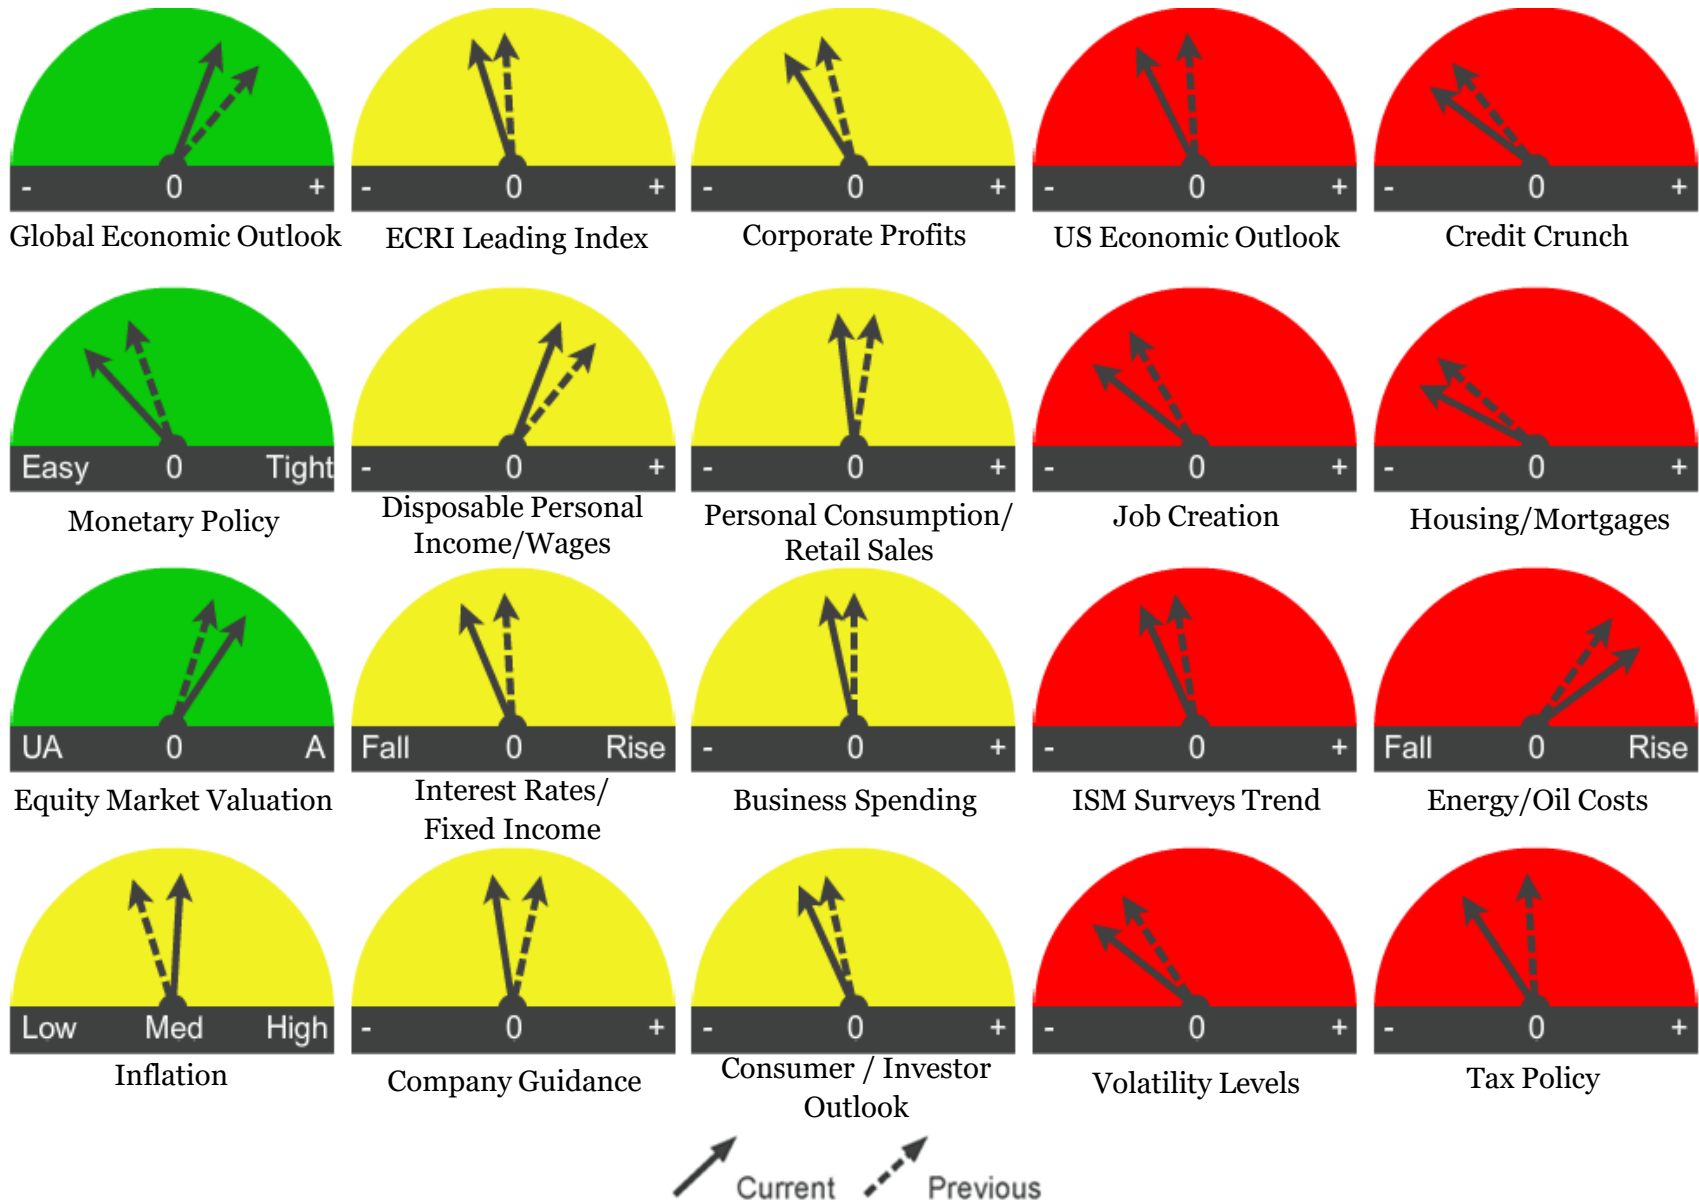 - 0 +
- 0 +
- 0 +
- 0 +
- 0 +
Global Economic Outlook
ECRI Leading Index
Corporate Profits
US Economic Outlook
Credit Crunch
Easy 0 Tight
- 0 +
- 0 +
- 0 +
- 0 +
Monetary Policy
Disposable Personal
Income/Wages
Personal Consumption/
Retail Sales
Job Creation
Housing/Mortgages
UA 0 A
Fall 0 Rise
- 0 +
- 0 +
Fall 0 Rise
Equity Market Valuation
Interest Rates/
Fixed Income
Business Spending
ISM Surveys Trend
Energy/Oil Costs
Low Med High
- 0 +
- 0 +
- 0 +
- 0 +
Inflation
Company Guidance
Consumer / Investor
Outlook
Volatility Levels
Tax Policy
Current
Previous